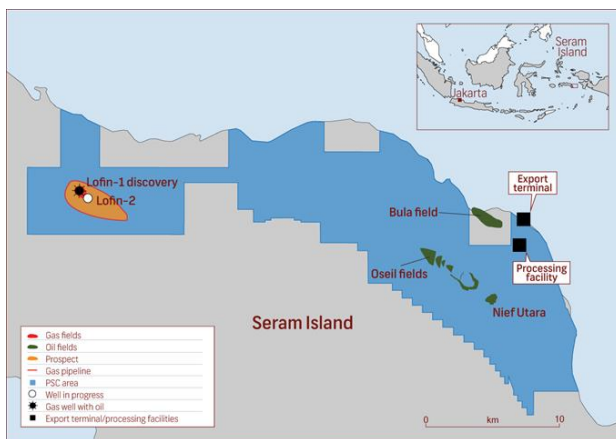 Seram
Island
Jakarta
Lofin-1 discovery
Lofin-2
Export
terminal
Bula field
Processing
facility
Oseil fields
Nief Utara
Seram Island
Gas fields
Oil fields
Prospect
Gas pipeline
PSC area
Well in progress
Gas well with oil
Export terminal/processing facilities
0 km 10